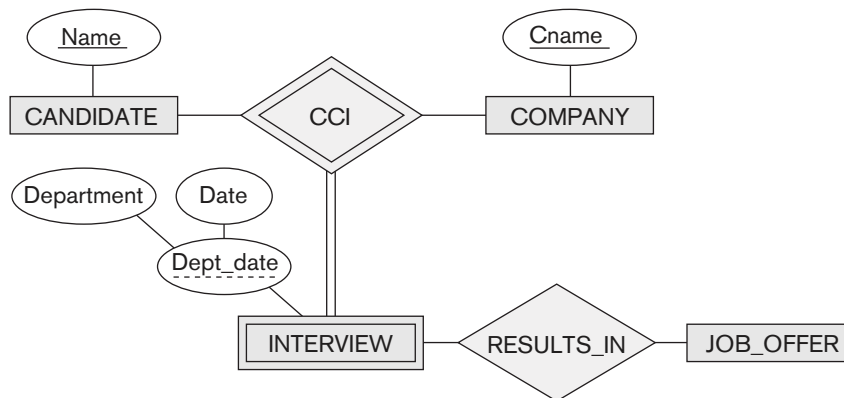 Name
Cname
CANDIDATE
CCI
COMPANY
Department
Date
Dept_date
INTERVIEW
RESULTS_IN
JOB_OFFER